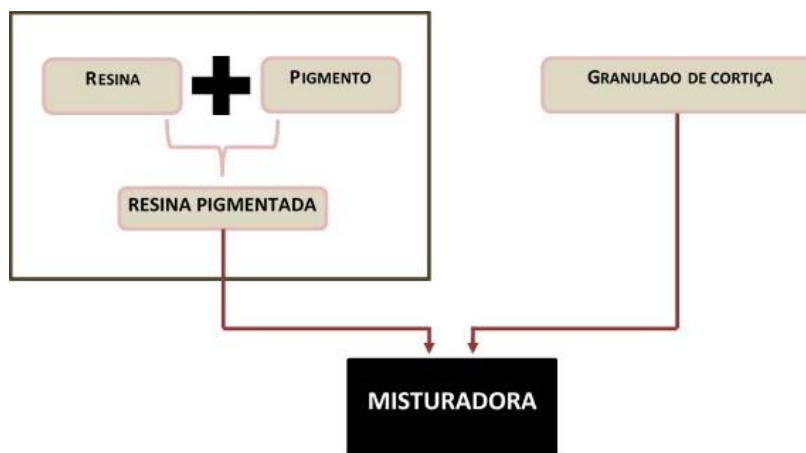 RESINA
PIGMENTO
GRANULADO DE CORTIÇA
RESINA PIGMENTADA
MISTURADORA